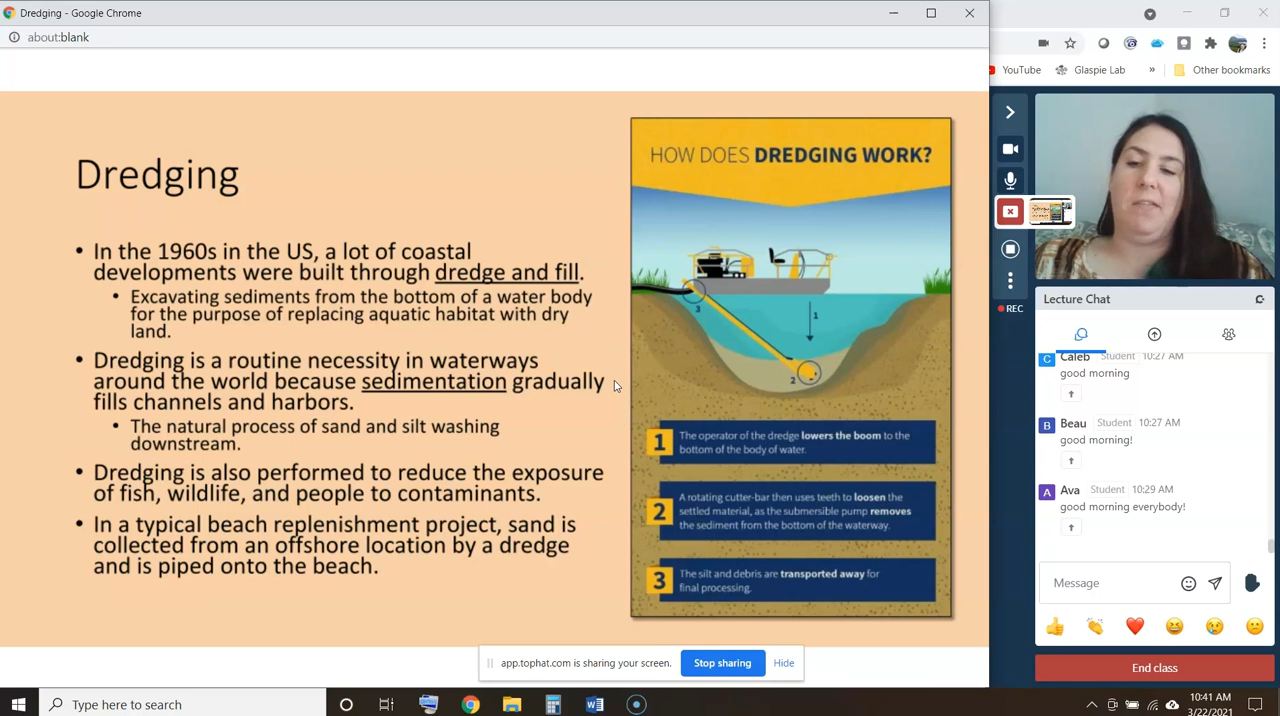 Dredging - Google Chrome
about:blank
YouTube
Glaspie Lab
»
Other bookmarks
Dredging
• In the 1960s in the US, a lot of coastal
developments were built through dredge and fill.
• Excavating sediments from the bottom of a water body
for the purpose of replacing aquatic habitat with dry
land.
• Dredging is a routine necessity in waterways
around the world because sedimentation gradually
fills channels and harbors.
• The natural process of sand and silt washing
downstream.
• Dredging is also performed to reduce the exposure
of fish, wildlife, and people to contaminants.
• In a typical beach replenishment project, sand is
collected from an offshore location by a dredge
and is piped onto the beach.
HOW DOES DREDGING WORK?
3
1
2
1 The operator of the dredge lowers the boom to the
bottom of the body of water.
2 A rotating cutter-bar then uses teeth to loosen the
settled material, as the submersible pump removes
the sediment from the bottom of the waterway.
3 The silt and debris are transported away for
final processing.
REC
Lecture Chat
C Caleb Student 10:27 AM
good morning
B Beau Student 10:27 AM
good morning!
A Ava Student 10:29 AM
good morning everybody!
Message
End class
app.tophat.com is sharing your screen.
Stop sharing
Hide
Type here to search
10:41 AM
3/22/2021